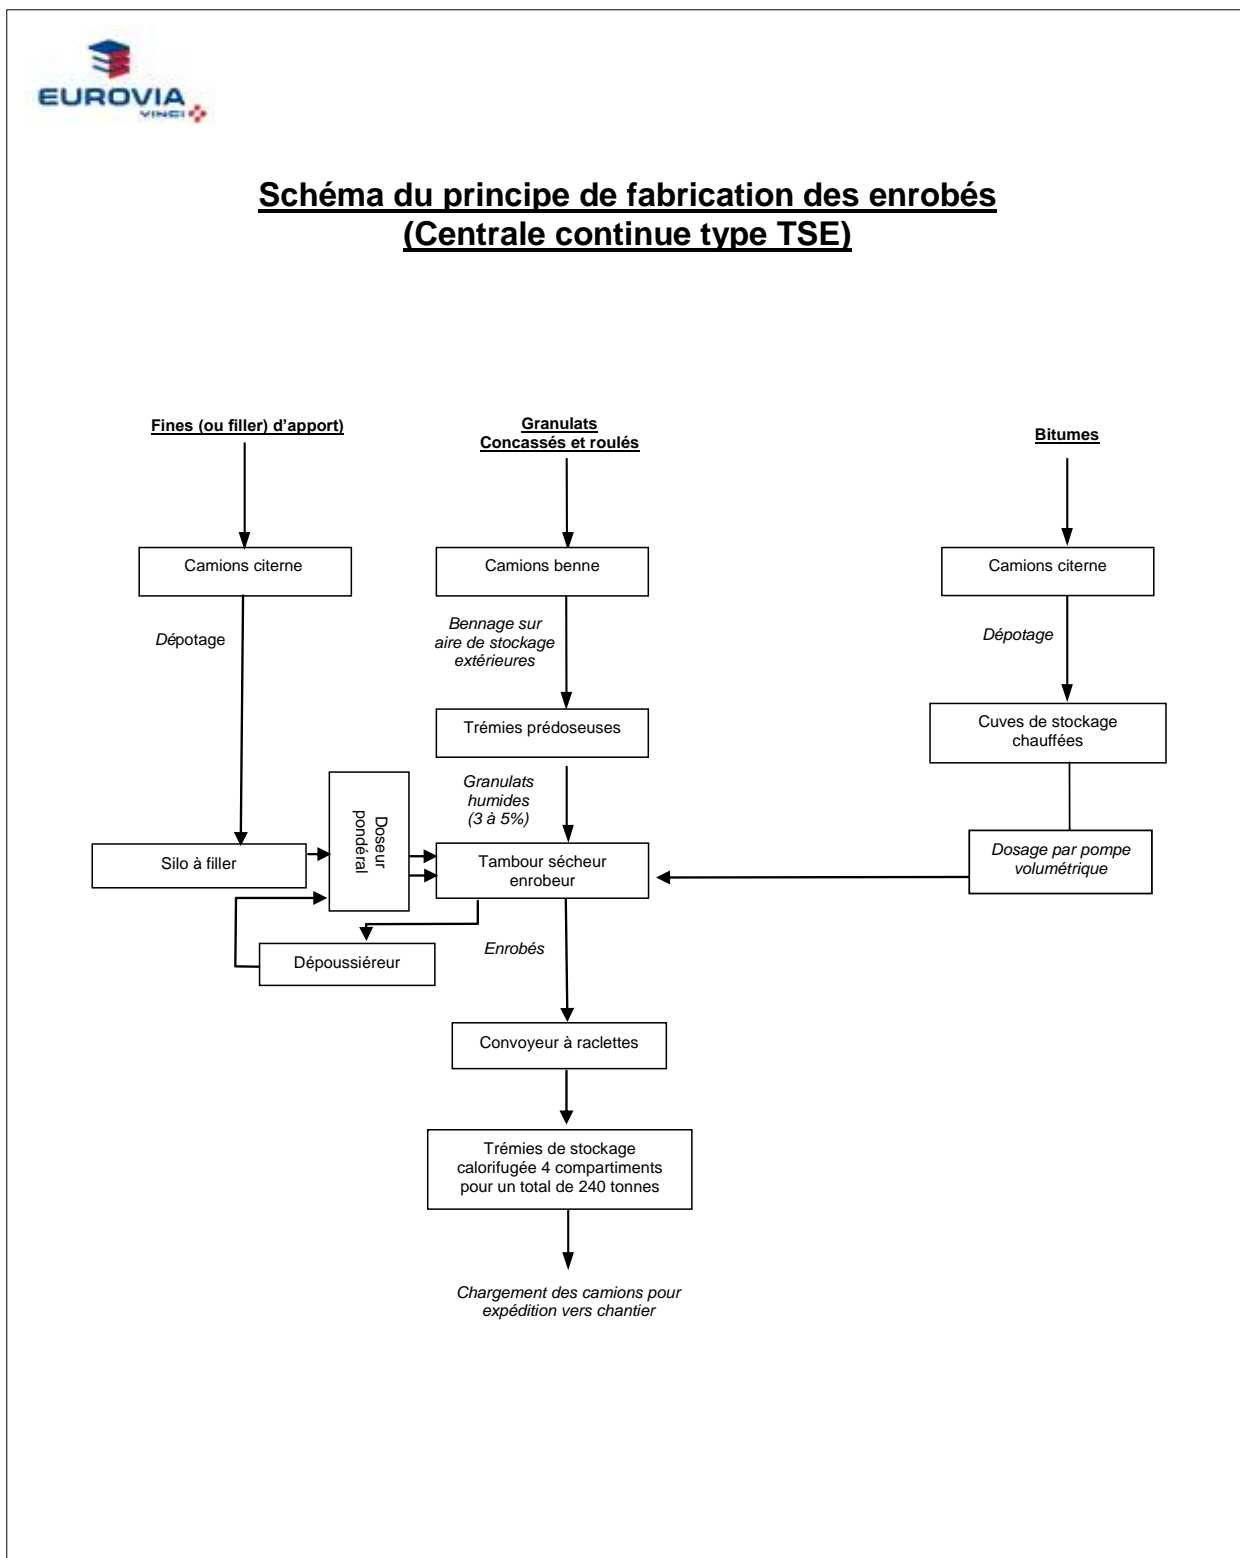 EUROVIA
VINCI
Schéma du principe de fabrication des enrobés
(Centrale continue type TSE)
Fines (ou filler) d’apport)
Granulats
Concassés et roulés
Bitumes
Camions citerne
Camions benne
Camions citerne
Dépotage
Bennage sur
aire de stockage
extérieures
Dépotage
Trémies prédoseuses
Cuves de stockage
chauffées
Granulats
humides
(3 à 5%)
Doseur
pondéral
Silo à filler
Tambour sécheur
enrobeur
Dosage par pompe
volumétrique
Dépoussiéreur
Enrobés
Convoyeur à raclettes
Trémies de stockage
calorifugée 4 compartiments
pour un total de 240 tonnes
Chargement des camions pour
expédition vers chantier